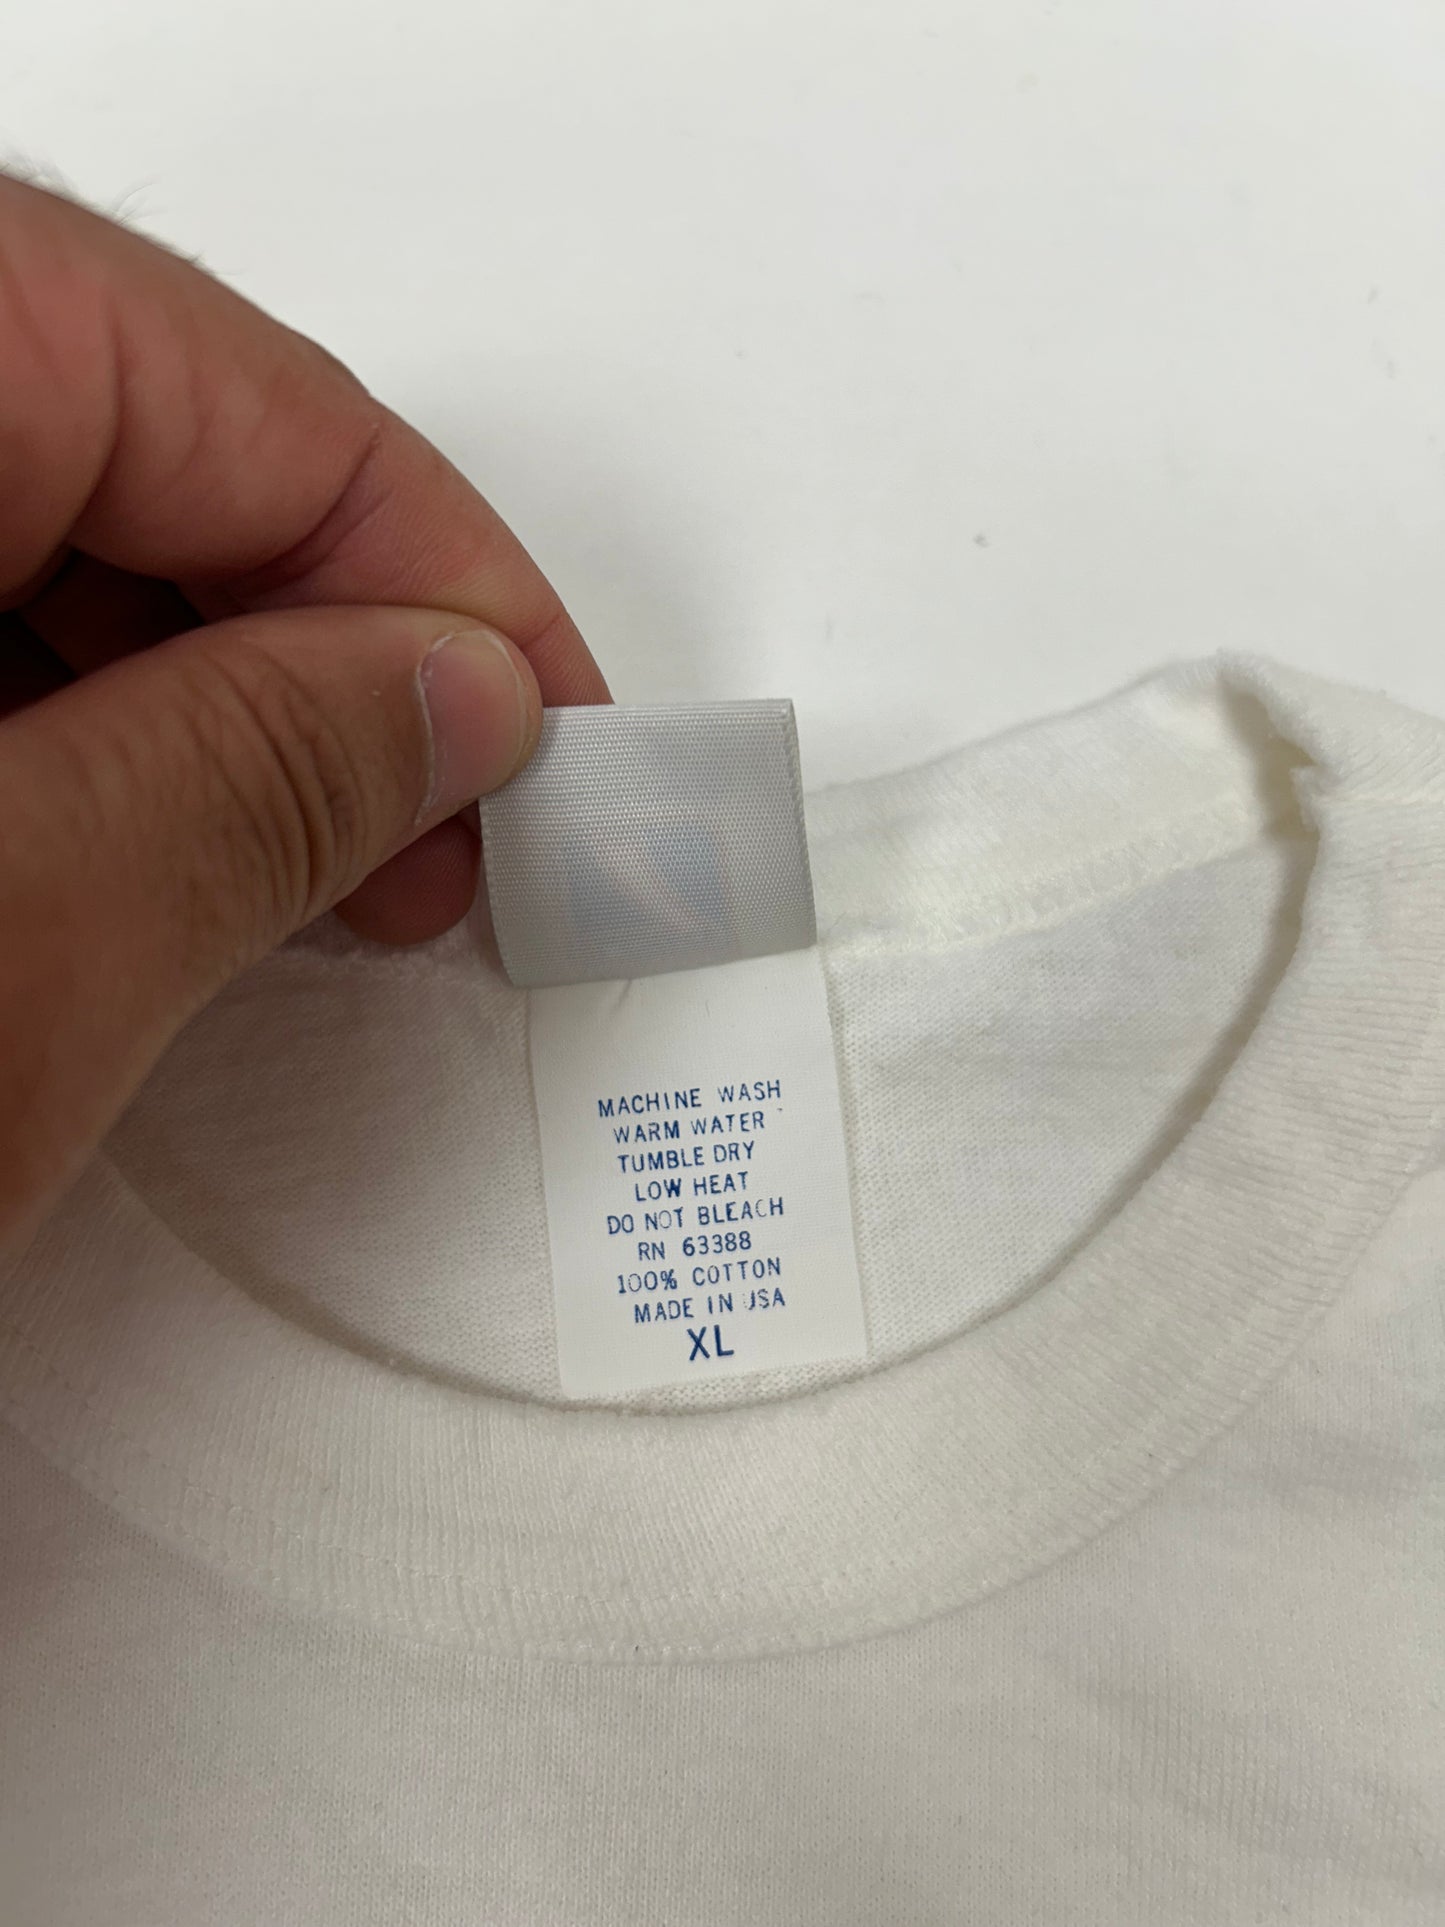 MACHINE WASH
WARM WATER
TUMBLE DRY
LOW HEAT
DO NOT BLEACH
RN 63388
100% COTTON
MADE IN USA
XL